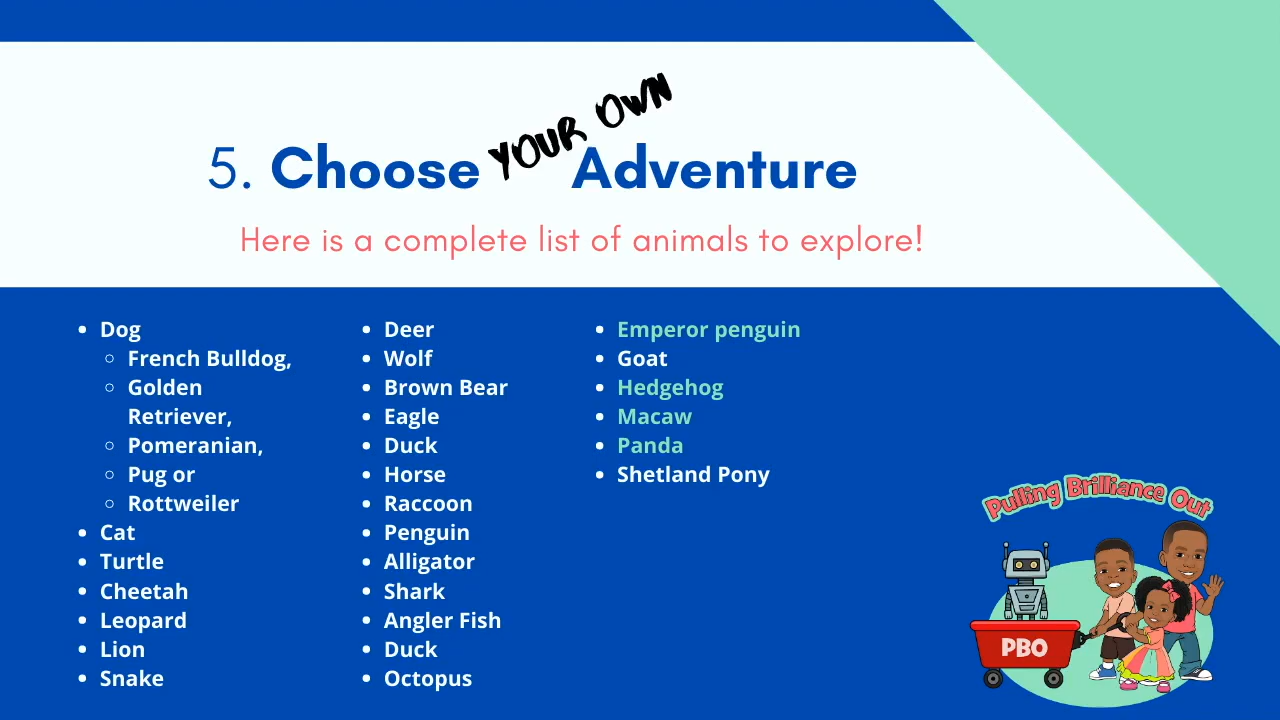 5. Choose YOUR OWN Adventure
Here is a complete list of animals to explore!
Dog
French Bulldog,
Golden
Retriever,
Pomeranian,
Pug or
Rottweiler
Cat
Turtle
Cheetah
Leopard
Lion
Snake
Deer
Wolf
Brown Bear
Eagle
Duck
Horse
Raccoon
Penguin
Alligator
Shark
Angler Fish
Duck
Octopus
Emperor penguin
Goat
Hedgehog
Macaw
Panda
Shetland Pony
Pulling Brilliance Out
PBO